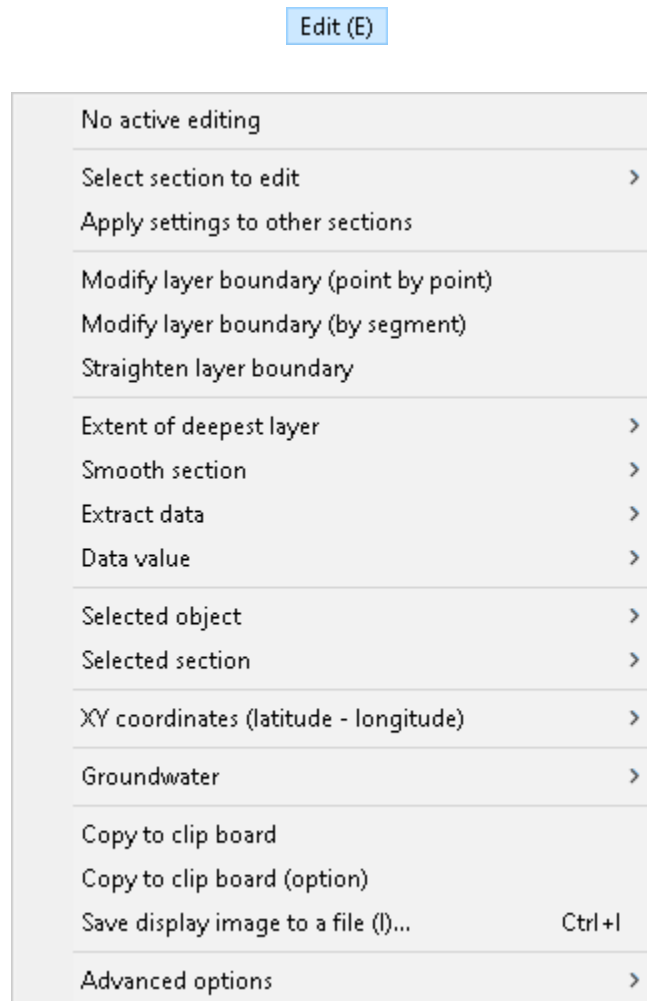 Edit (E)
No active editing
Select section to edit
Apply settings to other sections
Modify layer boundary (point by point)
Modify layer boundary (by segment)
Straighten layer boundary
Extent of deepest layer
Smooth section
Extract data
Data value
Selected object
Selected section
XY coordinates (latitude - longitude)
Groundwater
Copy to clip board
Copy to clip board (option)
Save display image to a file (I)... Ctrl+I
Advanced options